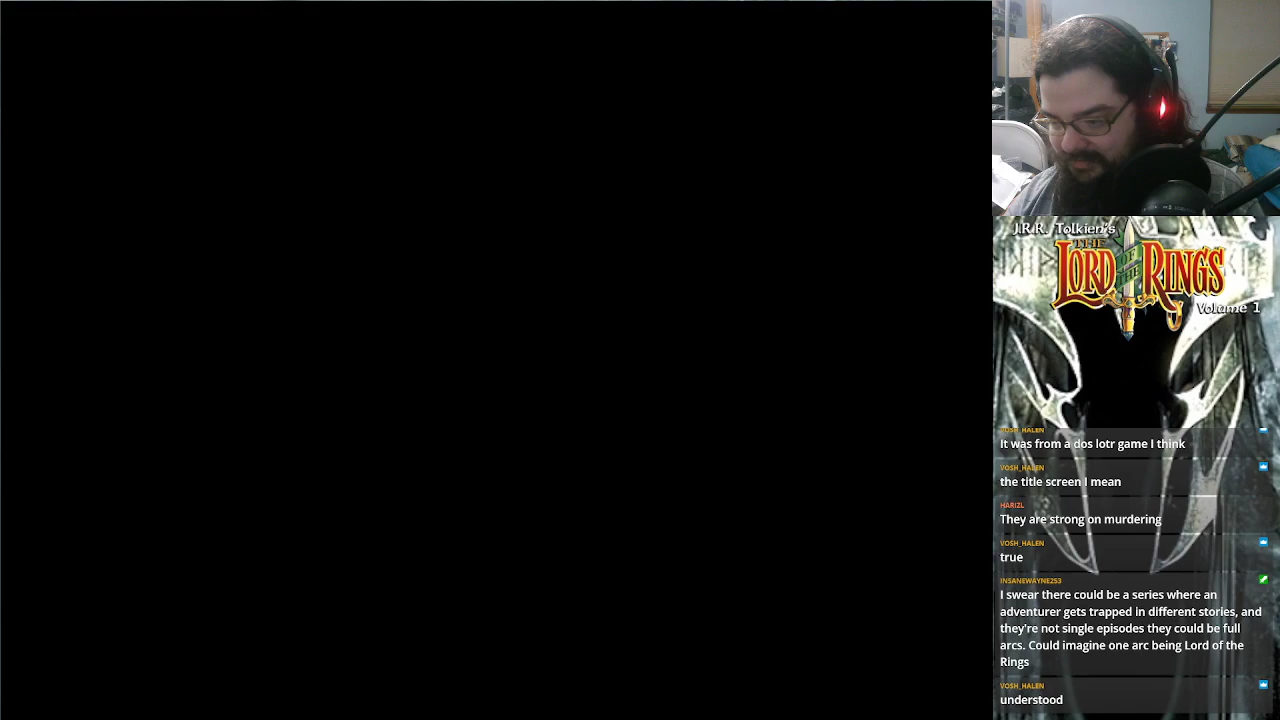 J.R.R. Tolkien's
THE
LORD OF THE RINGS
Volume 1
VOSH_HALEN
It was from a dos lotr game I think
VOSH_HALEN
the title screen I mean
HARIZL
They are strong on murdering
VOSH_HALEN
true
INSANEWAYNE253
I swear there could be a series where an
adventurer gets trapped in different stories, and
they're not single episodes they could be full
arcs. Could imagine one arc being Lord of the
Rings
VOSH_HALEN
understood